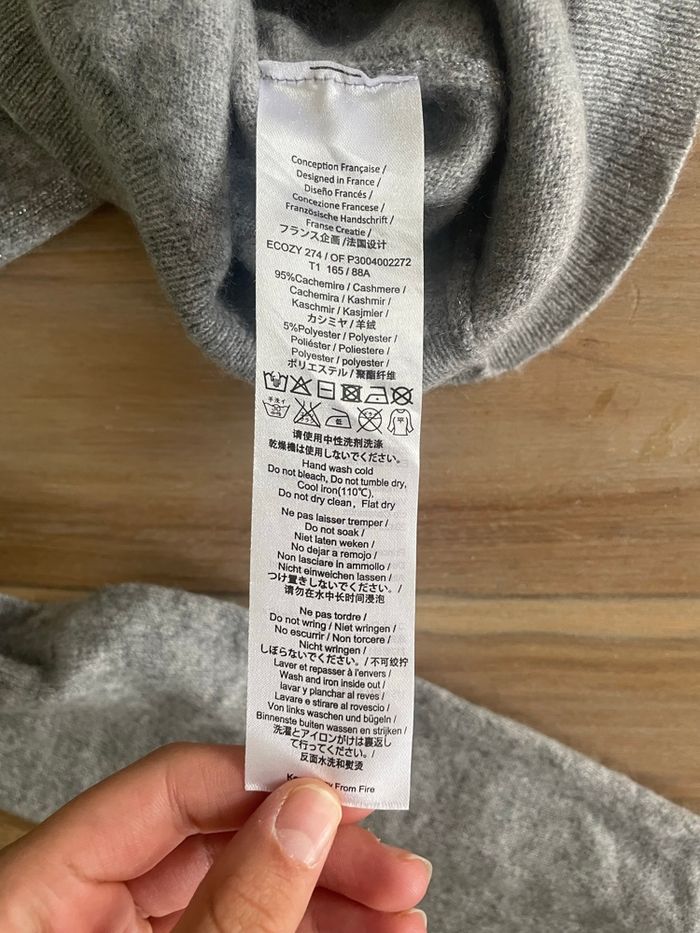 Conception Française /
Designed in France /
Diseño Francés /
Concezione Francese /
Französische Handschrift /
Franse Creatie /
フランス企画 /法国设计
ECOZY 274 / OF P3004002272
T1 165 / 88A
95%Cachemire / Cashmere /
Cachemira / Kashmir /
Kaschmir / Kasjmier /
カシミヤ / 羊绒
5%Polyester / Polyester /
Poliéster / Poliestere /
Polyester / polyester /
ポリエステル / 聚酯纤维
手洗イ
低
平
请使用中性洗剂洗涤
乾燥機は使用しないでください。
Hand wash cold
Do not bleach, Do not tumble dry,
Cool iron(110℃),
Do not dry clean, Flat dry
Ne pas laisser tremper /
Do not soak /
Niet laten weken /
No dejar a remojo /
Non lasciare in ammollo /
Nicht einweichen lassen /
つけ置きしないでください。/
请勿在水中长时间浸泡
Ne pas tordre /
Do not wring / Niet wringen /
No escurrir / Non torcere /
Nicht wringen /
しぼらないでください。/ 不可绞拧
Laver et repasser à l'envers /
Wash and iron inside out /
lavar y planchar al reves /
Lavare e stirare al rovescio /
Von links waschen und bügeln /
Binnenste buiten wassen en strijken /
洗濯とアイロンがけは裏返し
て行ってください。/
反面水洗和熨烫
From Fire